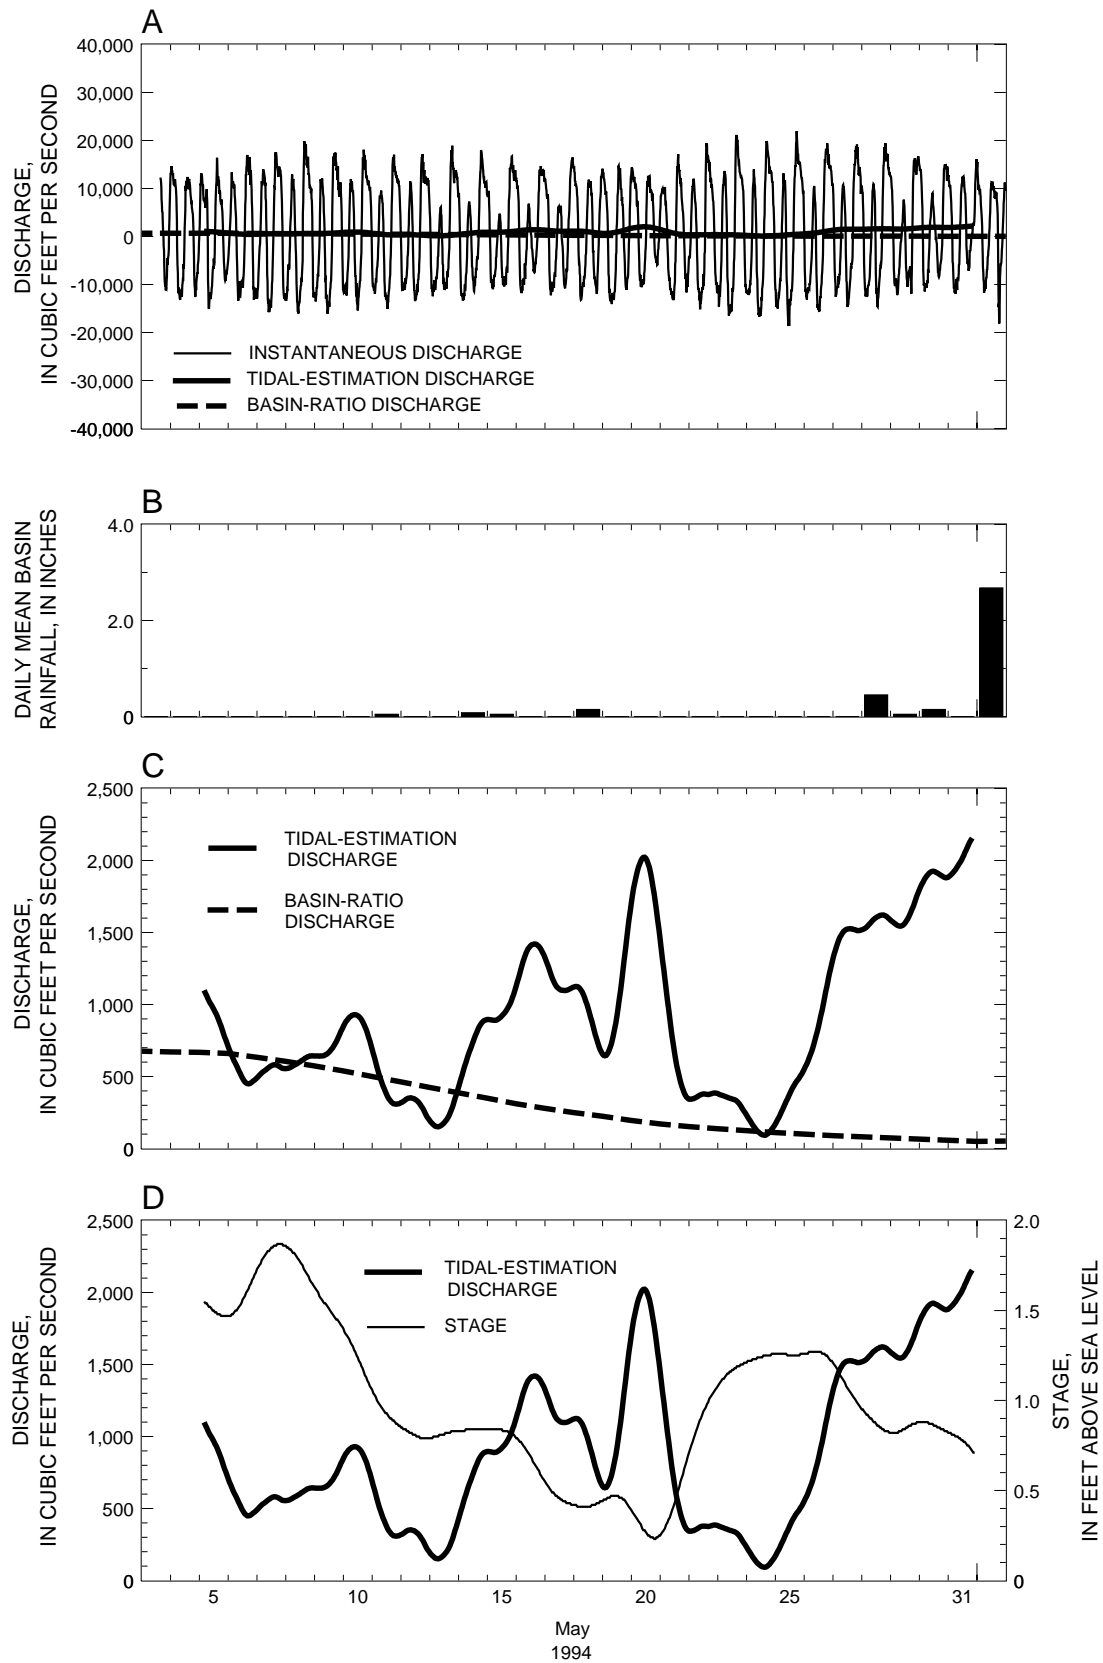 A
DISCHARGE,
IN CUBIC FEET PER SECOND
40,000
30,000
20,000
10,000
0
-10,000
-20,000
-30,000
-40,000
INSTANTANEOUS DISCHARGE
TIDAL-ESTIMATION DISCHARGE
BASIN-RATIO DISCHARGE
B
DAILY MEAN BASIN
RAINFALL, IN INCHES
4.0
2.0
0
C
DISCHARGE,
IN CUBIC FEET PER SECOND
2,500
2,000
1,500
1,000
500
0
TIDAL-ESTIMATION
DISCHARGE
BASIN-RATIO
DISCHARGE
D
DISCHARGE,
IN CUBIC FEET PER SECOND
2,500
2,000
1,500
1,000
500
0
TIDAL-ESTIMATION
DISCHARGE
STAGE
2.0
1.5
1.0
0.5
0
STAGE,
IN FEET ABOVE SEA LEVEL
5 10 15 20 25 31
May
1994